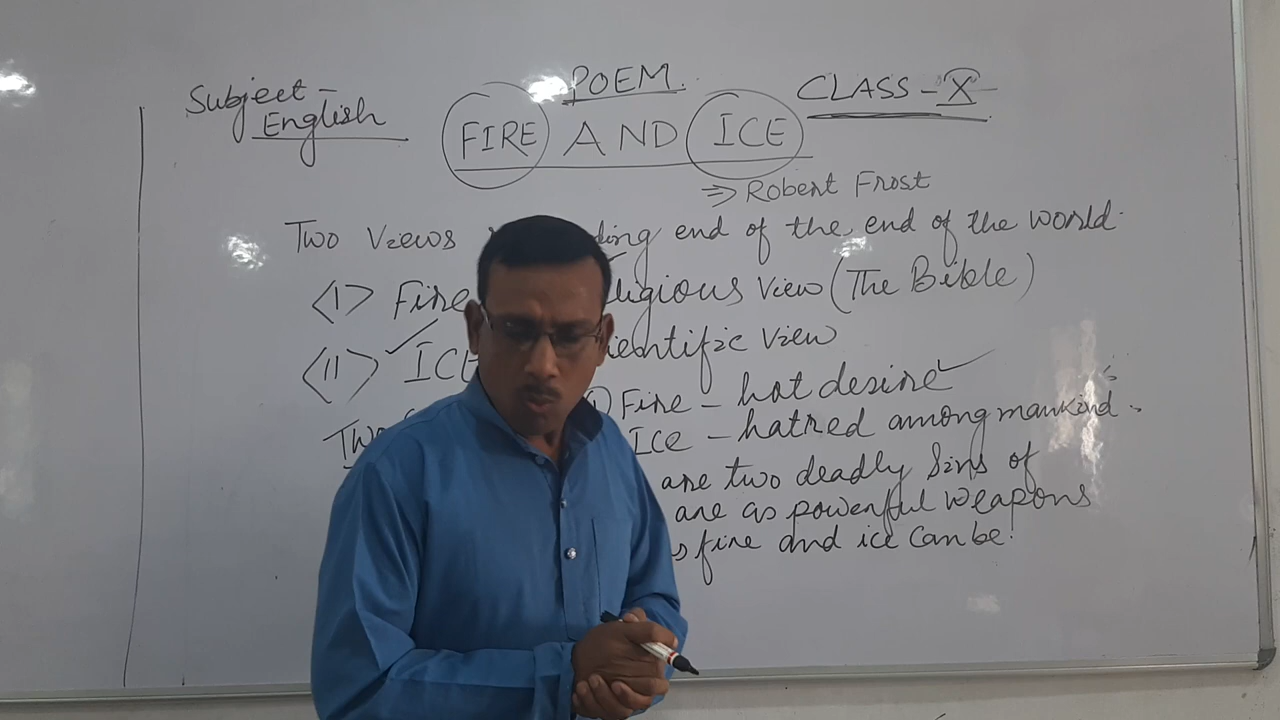 Subject -
English
POEM.
CLASS - X
FIRE AND ICE
⇒ Robert Frost
Two Views ding end of the end of the world.
<I> Fire ligious view (The Bible)
<II> ✓ ICE ientific view
Two ① Fire - hot desire ✓
Ice - hatred among mankind.
are two deadly Sins of
are as powerful weapons
s fire and ice can be.